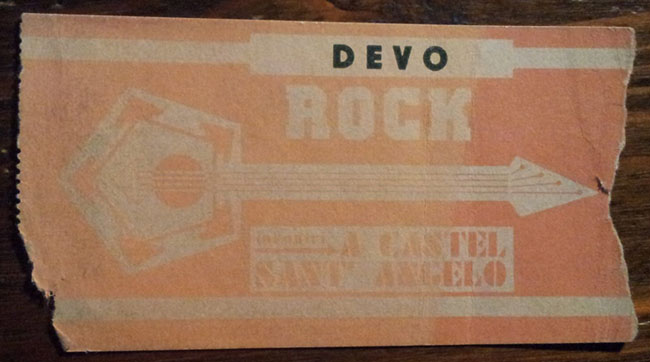 DEVO
ROCK
A CASTEL
SANT'ANGELO